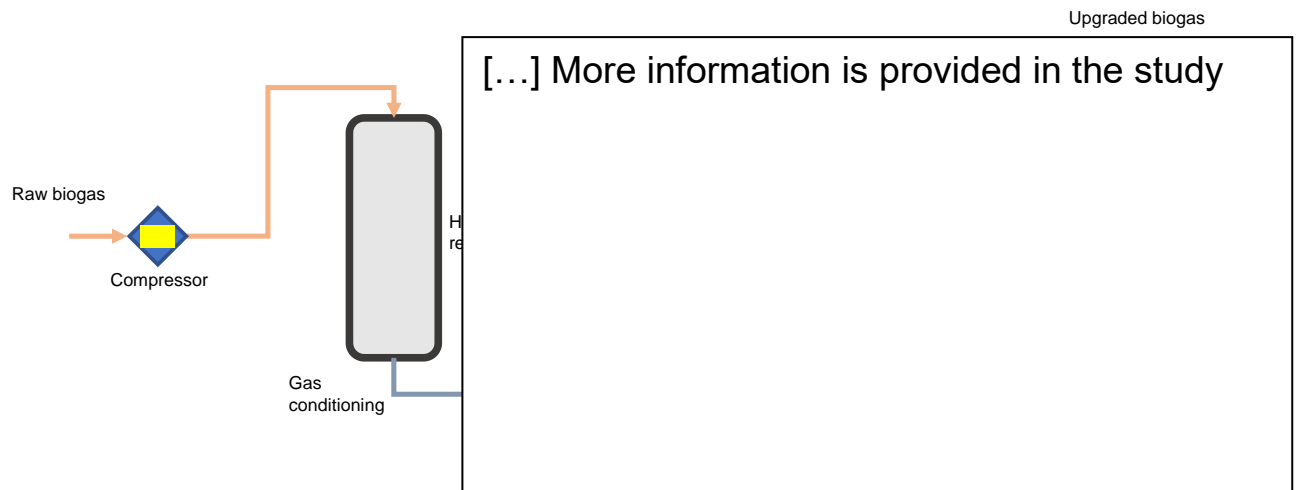 Upgraded biogas
[…] More information is provided in the study
Raw biogas
Compressor
Gas
conditioning